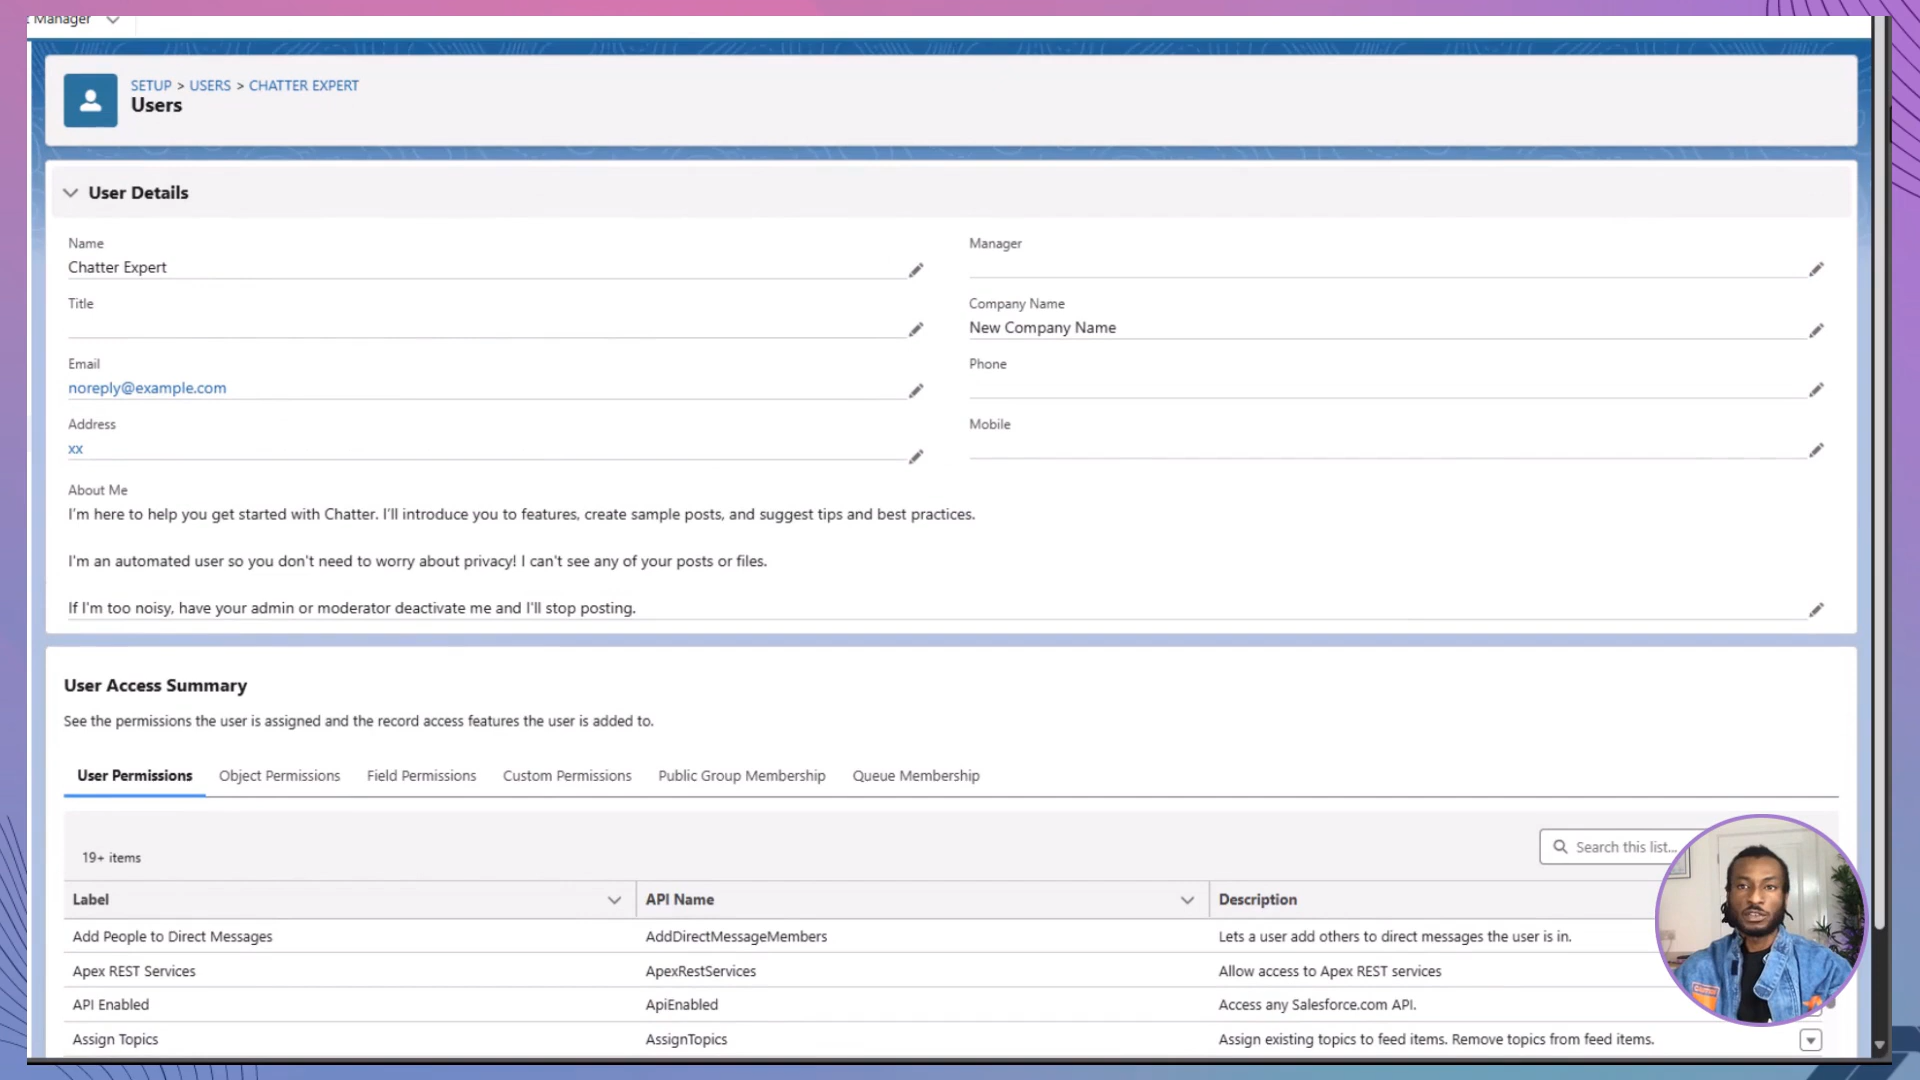 Manager
SETUP > USERS > CHATTER EXPERT
Users
User Details
Name
Chatter Expert
Manager
Title
Company Name
New Company Name
Email
noreply@example.com
Phone
Address
xx
Mobile
About Me
I'm here to help you get started with Chatter. I'll introduce you to features, create sample posts, and suggest tips and best practices.
I'm an automated user so you don't need to worry about privacy! I can't see any of your posts or files.
If I'm too noisy, have your admin or moderator deactivate me and I'll stop posting.
User Access Summary
See the permissions the user is assigned and the record access features the user is added to.
User Permissions Object Permissions Field Permissions Custom Permissions Public Group Membership Queue Membership
19+ items
Search this list...
Label API Name Description
Add People to Direct Messages AddDirectMessageMembers Lets a user add others to direct messages the user is in.
Apex REST Services ApexRestServices Allow access to Apex REST services
API Enabled ApiEnabled Access any Salesforce.com API.
Assign Topics AssignTopics Assign existing topics to feed items. Remove topics from feed items.